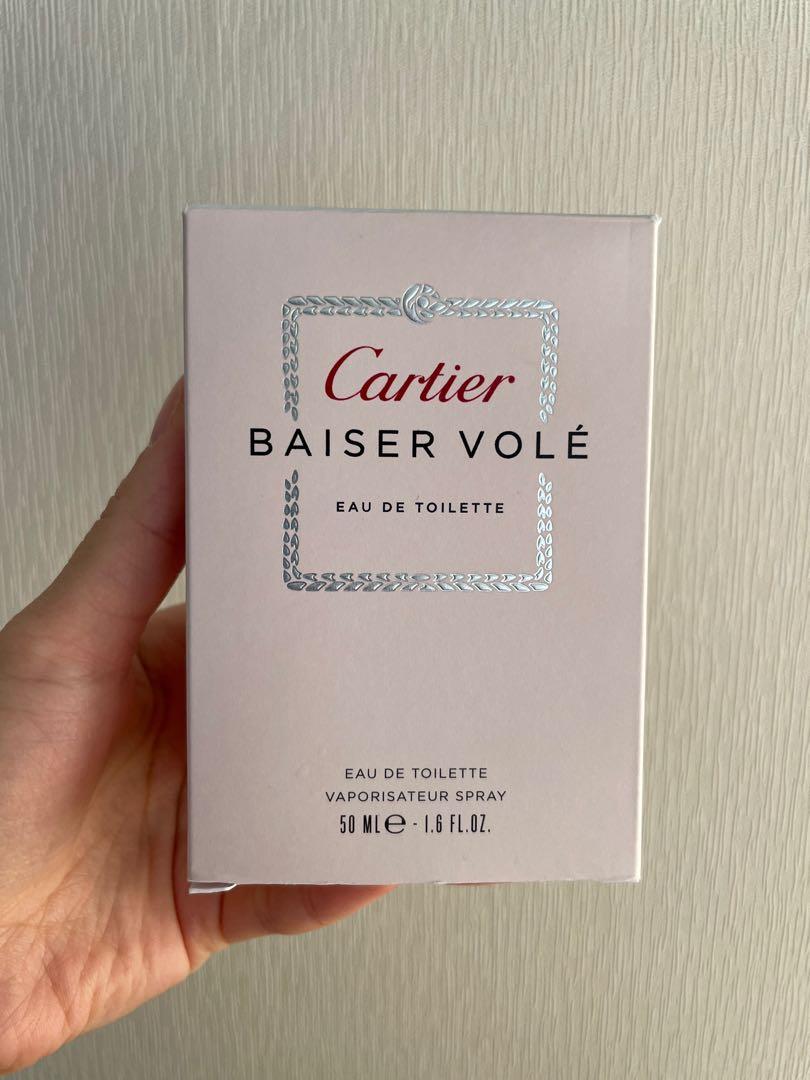 Cartier
BAISER VOLÉ
EAU DE TOILETTE
EAU DE TOILETTE
VAPORISATEUR SPRAY
50 ML℮ - 1.6 FL.OZ.